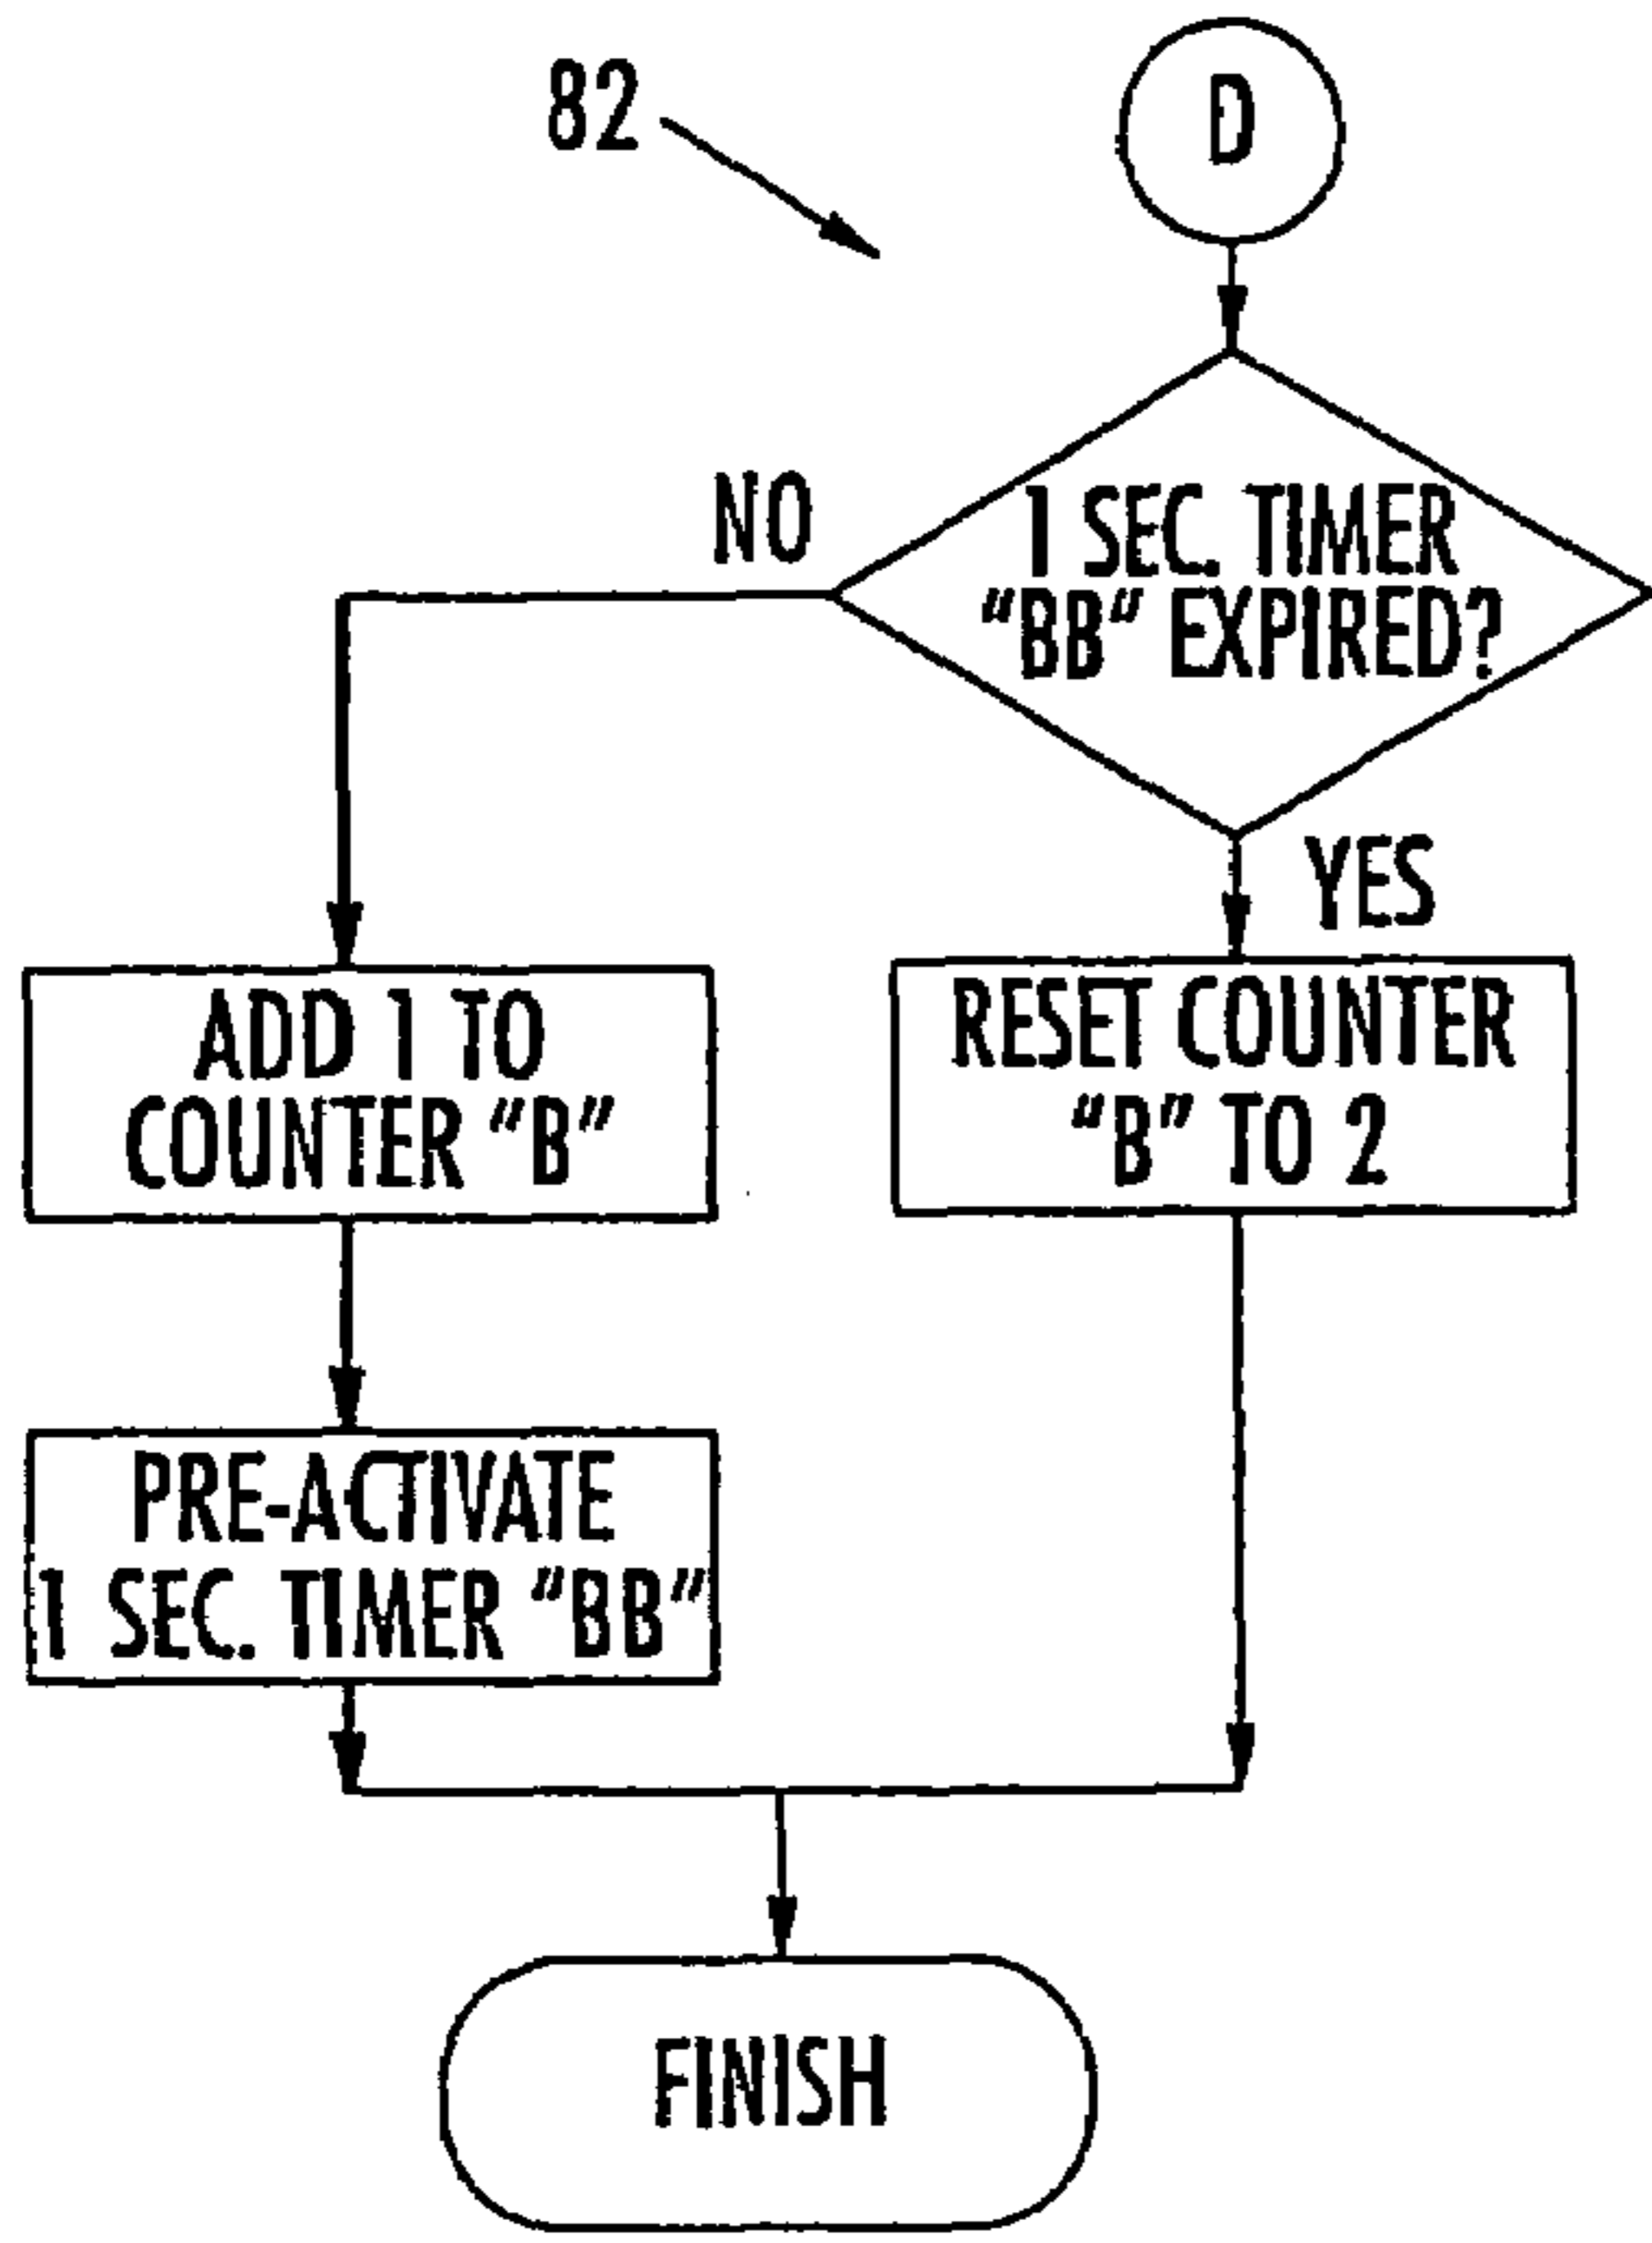 82
D
1 SEC. TIMER
"BB" EXPIRED?
NO
YES
ADD 1 TO
COUNTER "B"
RESET COUNTER
"B" TO 2
PRE-ACTIVATE
1 SEC. TIMER "BB"
FINISH